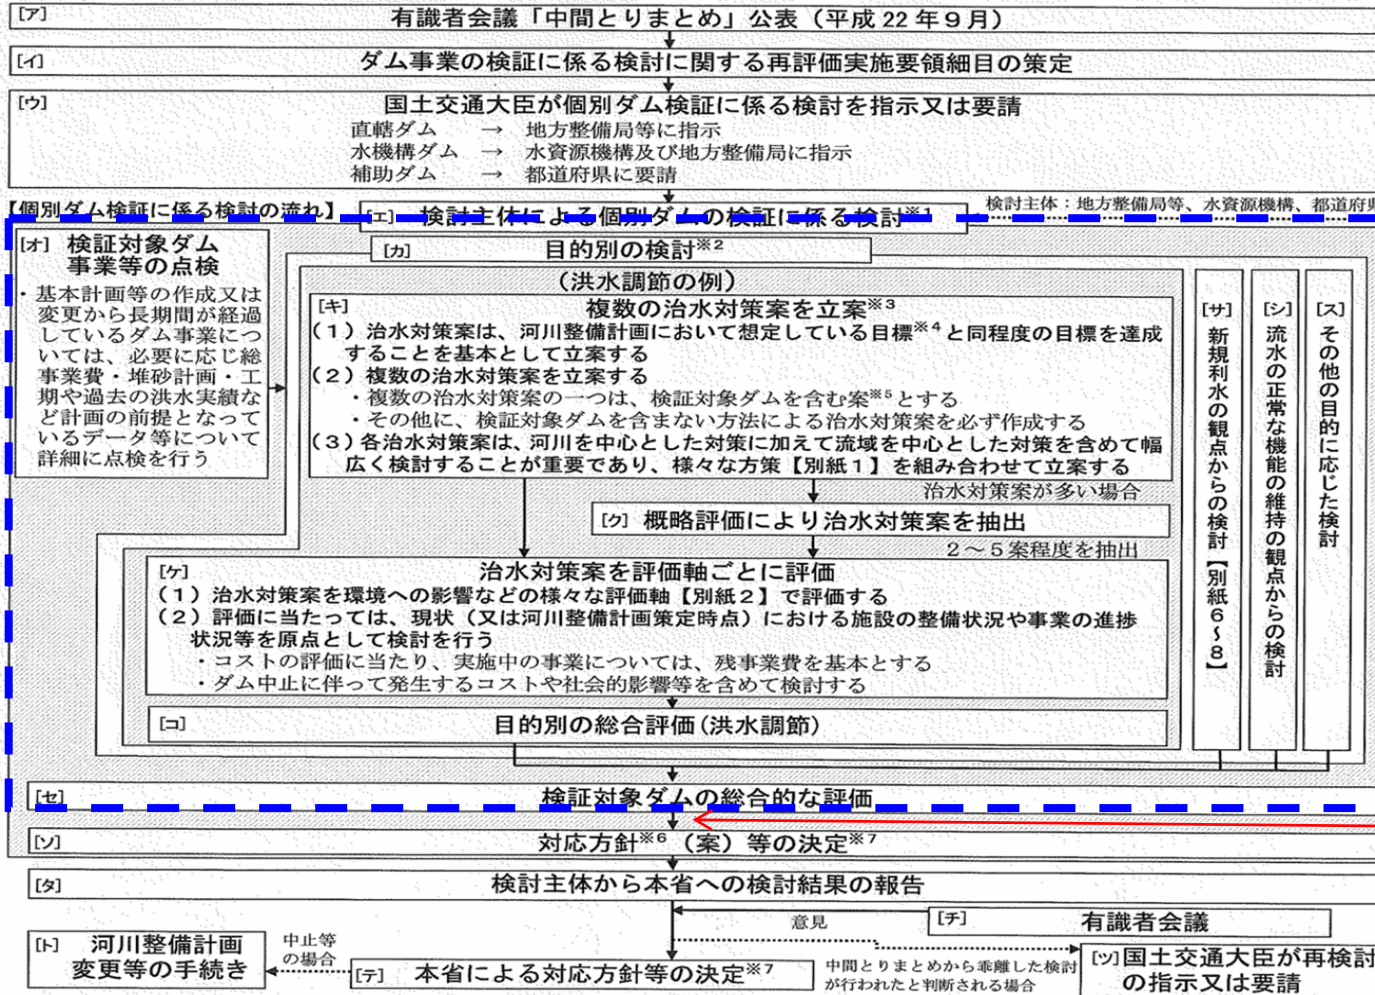 [ア] 有識者会議「中間とりまとめ」公表（平成 22 年９月）
[イ] ダム事業の検証に係る検討に関する再評価実施要領細目の策定
[ウ] 国土交通大臣が個別ダム検証に係る検討を指示又は要請
直轄ダム → 地方整備局等に指示
水機構ダム → 水資源機構及び地方整備局に指示
補助ダム → 都道府県に要請
【個別ダム検証に係る検討の流れ】
[エ] 検討主体による個別ダムの検証に係る検討※1
検討主体：地方整備局等、水資源機構、都道府県
[オ] 検証対象ダム
事業等の点検
・基本計画等の作成又は
変更から長期間が経過
しているダム事業につ
いては、必要に応じ総
事業費・堆砂計画・工
期や過去の洪水実績な
ど計画の前提となって
いるデータ等について
詳細に点検を行う
[カ] 目的別の検討※2
(洪水調節の例)
[キ] 複数の治水対策案を立案※3
(１) 治水対策案は、河川整備計画において想定している目標※4と同程度の目標を達成
することを基本として立案する
(２) 複数の治水対策案を立案する
・複数の治水対策案の一つは、検証対象ダムを含む案※5とする
・その他に、検証対象ダムを含まない方法による治水対策案を必ず作成する
(３) 各治水対策案は、河川を中心とした対策に加えて流域を中心とした対策を含めて幅
広く検討することが重要であり、様々な方策【別紙１】を組み合わせて立案する
治水対策案が多い場合
[ク] 概略評価により治水対策案を抽出
２～５案程度を抽出
[ケ] 治水対策案を評価軸ごとに評価
(１) 治水対策案を環境への影響などの様々な評価軸【別紙２】で評価する
(２) 評価に当たっては、現状（又は河川整備計画策定時点）における施設の整備状況や事業の進捗
状況等を原点として検討を行う
・コストの評価に当たり、実施中の事業については、残事業費を基本とする
・ダム中止に伴って発生するコストや社会的影響等を含めて検討する
[コ] 目的別の総合評価(洪水調節)
[サ] 新規利水の観点からの検討【別紙６～８】
[シ] 流水の正常な機能の維持の観点からの検討
[ス] その他の目的に応じた検討
[セ] 検証対象ダムの総合的な評価
[ソ] 対応方針※6（案）等の決定※7
[タ] 検討主体から本省への検討結果の報告
意見
[チ] 有識者会議
[ト] 河川整備計画
変更等の手続き
中止等
の場合
[テ] 本省による対応方針等の決定※7
中間とりまとめから乖離した検討
が行われたと判断される場合
[ツ] 国土交通大臣が再検討
の指示又は要請